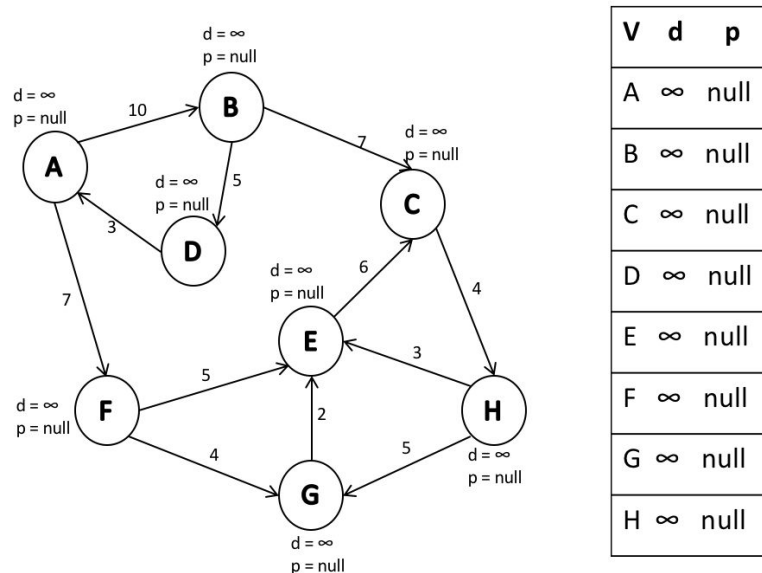 d = ∞
p = null
B
d = ∞
p = null
A
10
7
d = ∞
p = null
C
5
d = ∞
p = null
D
3
7
d = ∞
p = null
E
6
4
5
3
d = ∞
p = null
F
2
H
d = ∞
p = null
4
5
G
d = ∞
p = null
V d p
A ∞ null
B ∞ null
C ∞ null
D ∞ null
E ∞ null
F ∞ null
G ∞ null
H ∞ null